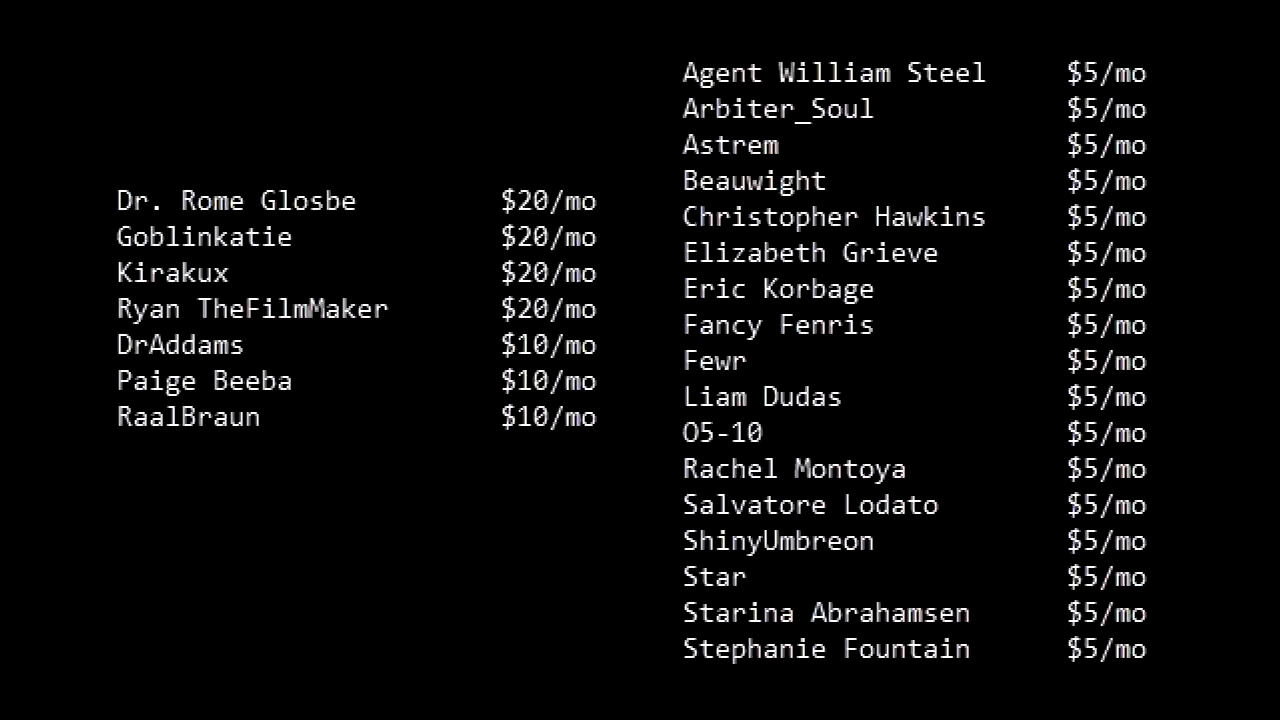 Dr. Rome Glosbe $20/mo
Goblinkatie $20/mo
Kirakux $20/mo
Ryan TheFilmMaker $20/mo
DrAddams $10/mo
Paige Beeba $10/mo
RaalBraun $10/mo
Agent William Steel $5/mo
Arbiter_Soul $5/mo
Astrem $5/mo
Beauwight $5/mo
Christopher Hawkins $5/mo
Elizabeth Grieve $5/mo
Eric Korbage $5/mo
Fancy Fenris $5/mo
Fewr $5/mo
Liam Dudas $5/mo
O5-10 $5/mo
Rachel Montoya $5/mo
Salvatore Lodato $5/mo
ShinyUmbreon $5/mo
Star $5/mo
Starina Abrahamsen $5/mo
Stephanie Fountain $5/mo